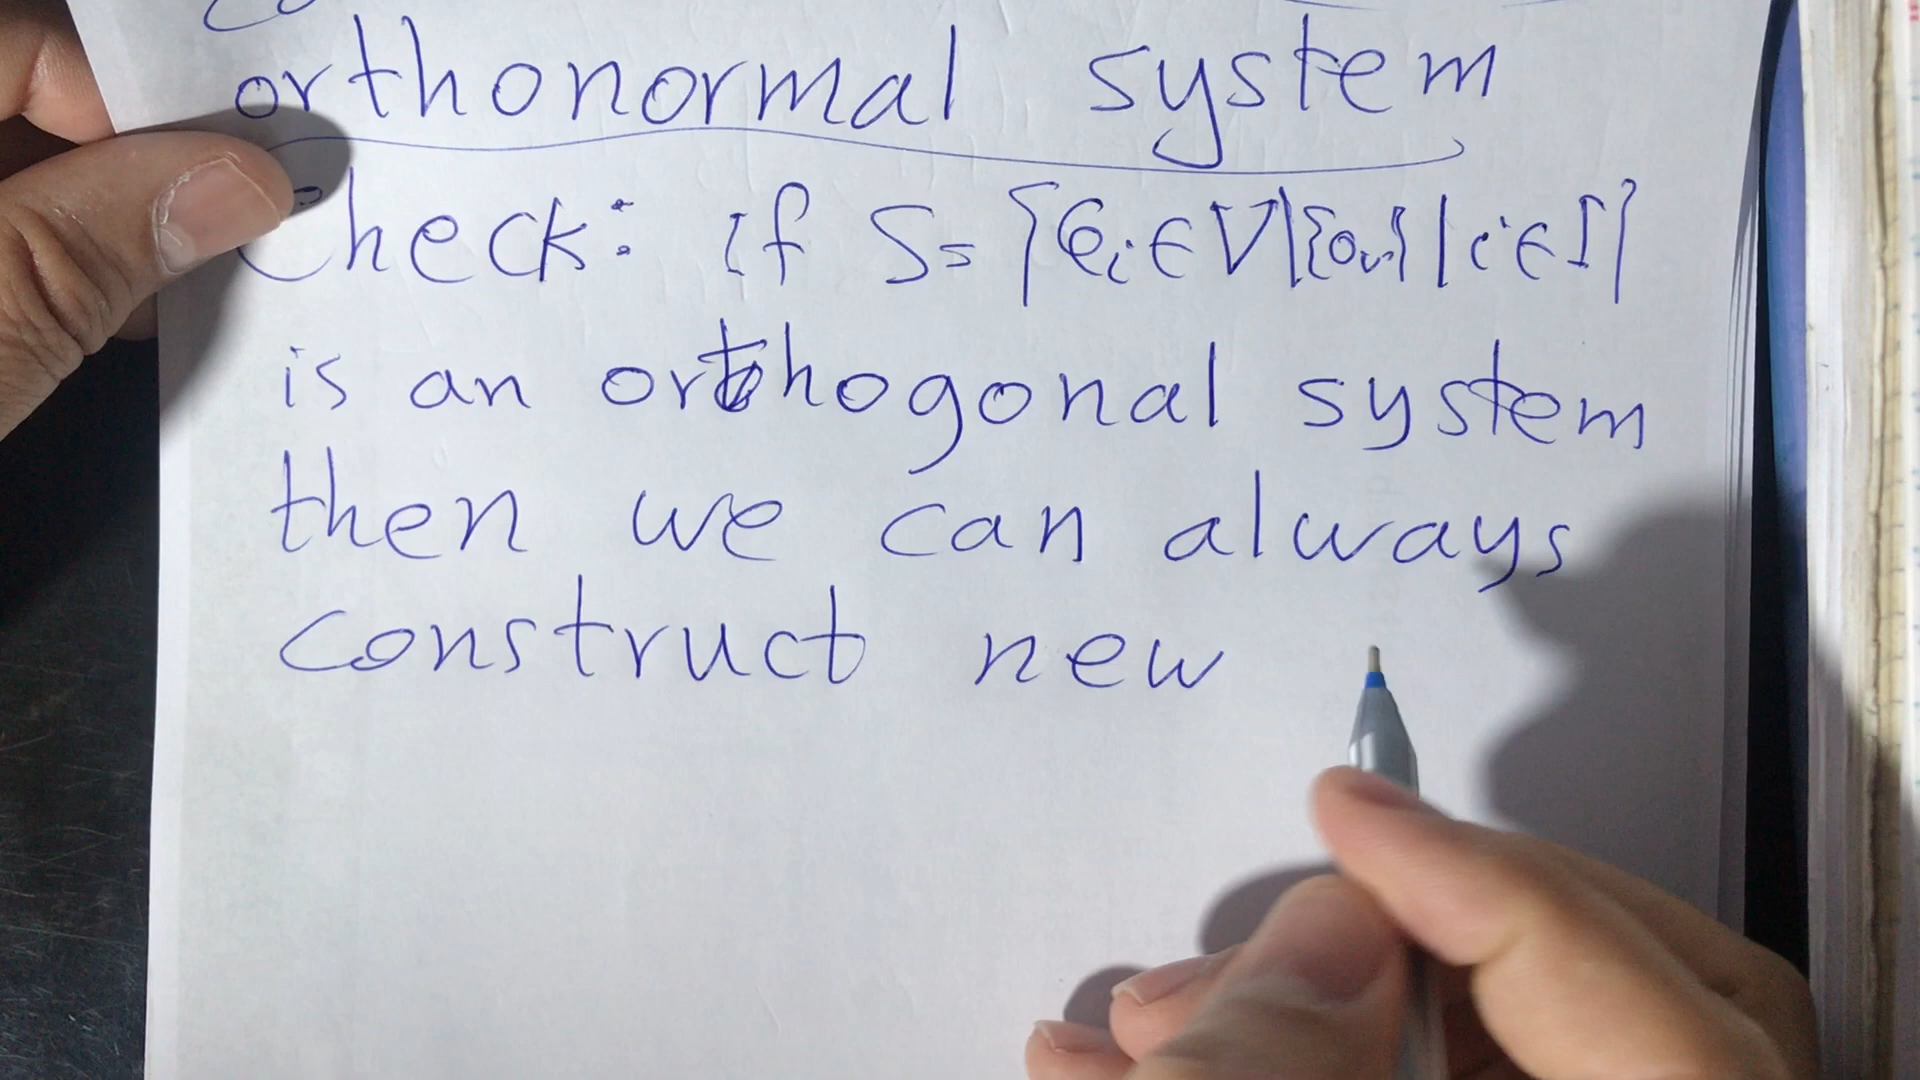 orthonormal system
Check: if S = {e_i ∈ V\{0_V} | i ∈ I}
is an orthogonal system
then we can always
construct new